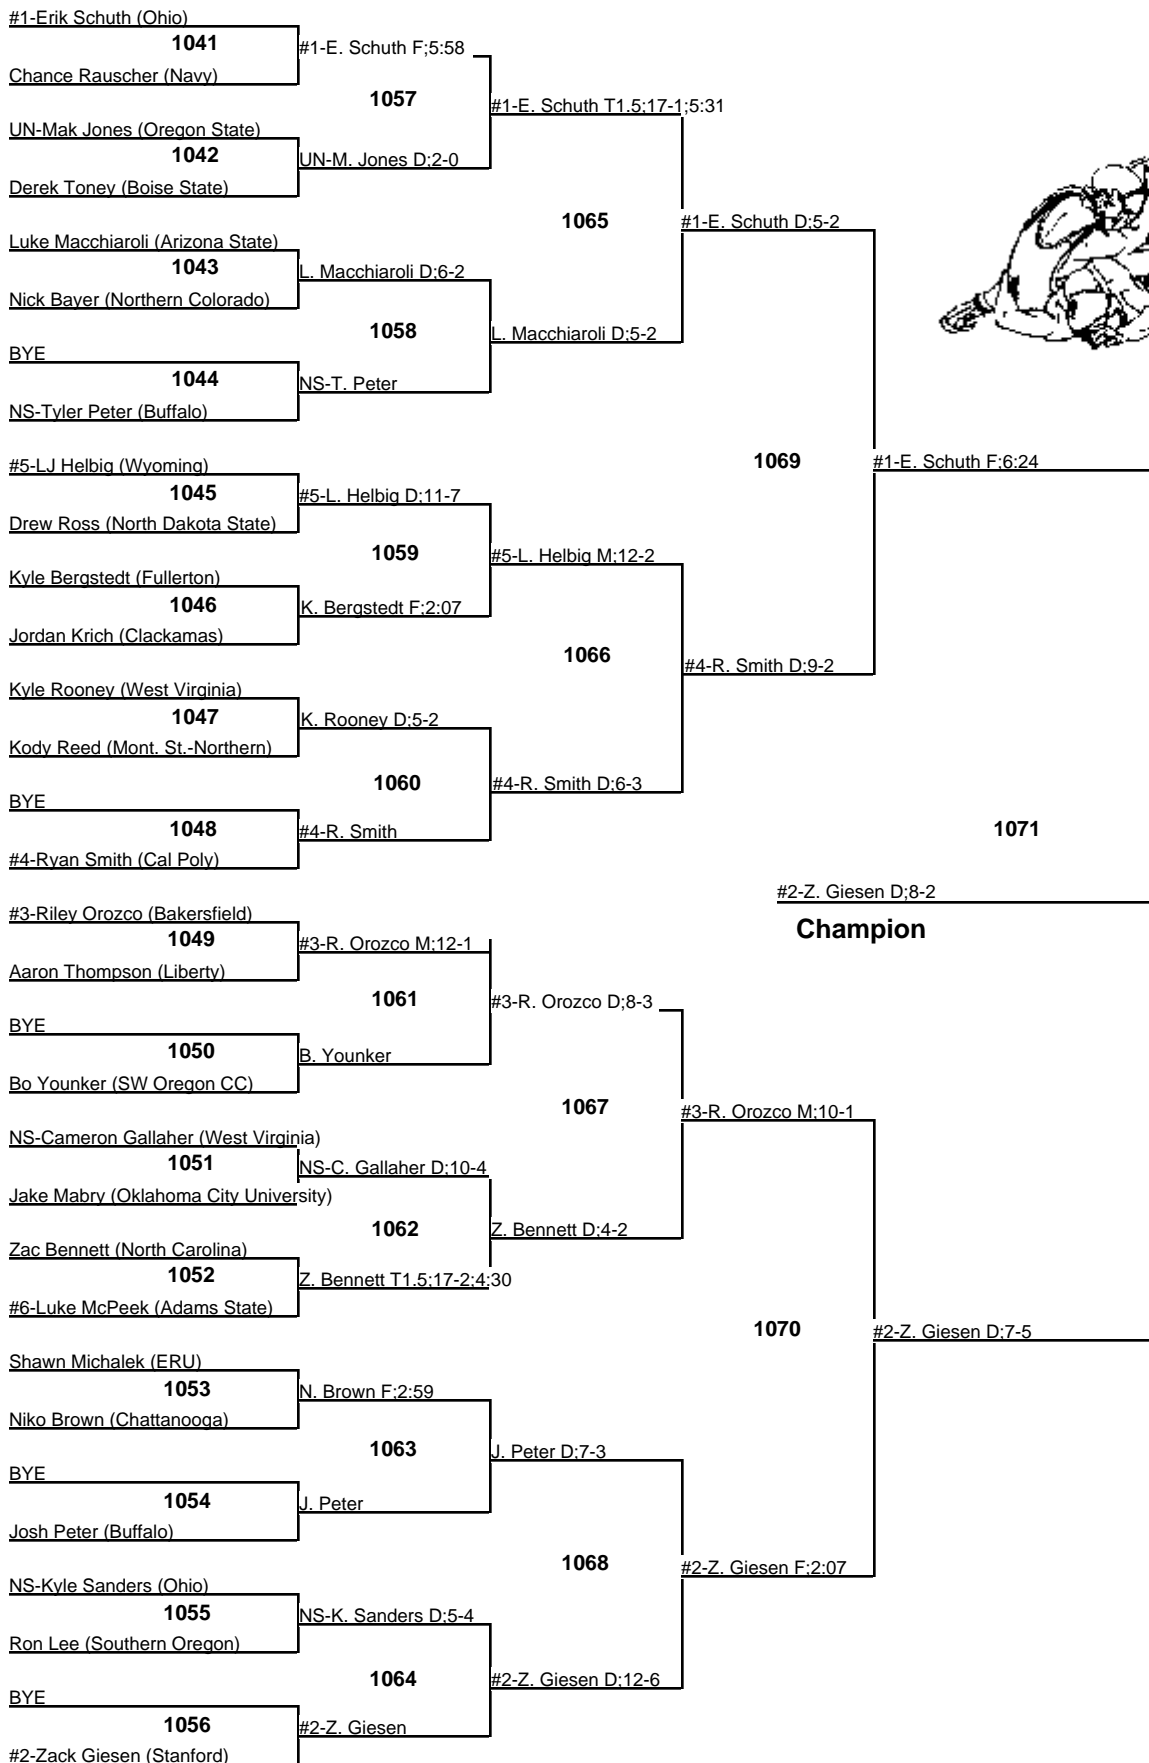 #1-Erik Schuth (Ohio)
1041
#1-E. Schuth F;5:58
Chance Rauscher (Navy)
1057
#1-E. Schuth T1.5;17-1;5:31
UN-Mak Jones (Oregon State)
1042
UN-M. Jones D;2-0
Derek Toney (Boise State)
1065
#1-E. Schuth D;5-2
Luke Macchiaroli (Arizona State)
1043
L. Macchiaroli D;6-2
Nick Bayer (Northern Colorado)
1058
L. Macchiaroli D;5-2
BYE
1044
NS-T. Peter
NS-Tyler Peter (Buffalo)
1069
#1-E. Schuth F;6:24
#5-LJ Helbig (Wyoming)
1045
#5-L. Helbig D;11-7
Drew Ross (North Dakota State)
1059
#5-L. Helbig M;12-2
Kyle Bergstedt (Fullerton)
1046
K. Bergstedt F;2:07
Jordan Krich (Clackamas)
1066
#4-R. Smith D;9-2
Kyle Rooney (West Virginia)
1047
K. Rooney D;5-2
Kody Reed (Mont. St.-Northern)
1060
#4-R. Smith D;6-3
BYE
1048
#4-R. Smith
#4-Ryan Smith (Cal Poly)
1071
#2-Z. Giesen D;8-2
Champion
#3-Riley Orozco (Bakersfield)
1049
#3-R. Orozco M;12-1
Aaron Thompson (Liberty)
1061
#3-R. Orozco D;8-3
BYE
1050
B. Younker
Bo Younker (SW Oregon CC)
1067
#3-R. Orozco M;10-1
NS-Cameron Gallaher (West Virginia)
1051
NS-C. Gallaher D;10-4
Jake Mabry (Oklahoma City University)
1062
Z. Bennett D;4-2
Zac Bennett (North Carolina)
1052
Z. Bennett T1.5;17-2;4:30
#6-Luke McPeek (Adams State)
1070
#2-Z. Giesen D;7-5
Shawn Michalek (ERU)
1053
N. Brown F;2:59
Niko Brown (Chattanooga)
1063
J. Peter D;7-3
BYE
1054
J. Peter
Josh Peter (Buffalo)
1068
#2-Z. Giesen F;2:07
NS-Kyle Sanders (Ohio)
1055
NS-K. Sanders D;5-4
Ron Lee (Southern Oregon)
1064
#2-Z. Giesen D;12-6
BYE
1056
#2-Z. Giesen
#2-Zack Giesen (Stanford)